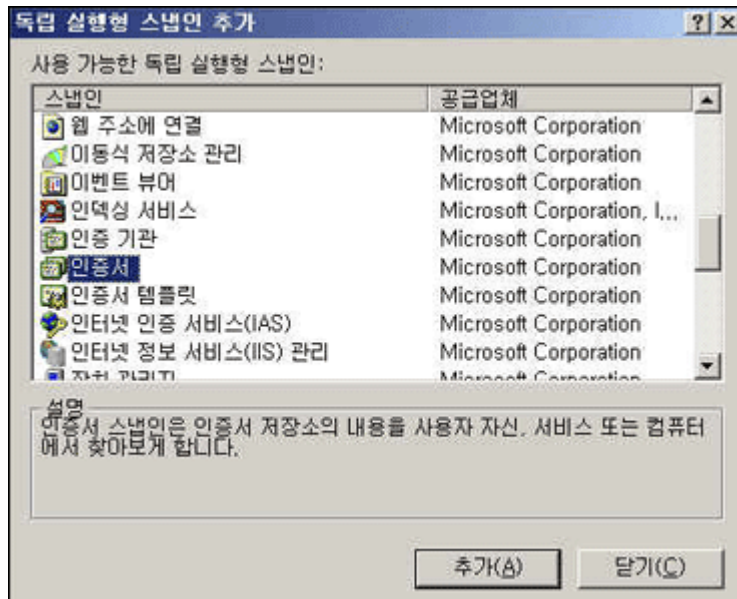 독립 실행형 스냅인 추가
사용 가능한 독립 실행형 스냅인:
스냅인 공급업체
웹 주소에 연결 Microsoft Corporation
이동식 저장소 관리 Microsoft Corporation
이벤트 뷰어 Microsoft Corporation
인덱싱 서비스 Microsoft Corporation, I...
인증 기관 Microsoft Corporation
인증서 Microsoft Corporation
인증서 템플릿 Microsoft Corporation
인터넷 인증 서비스(IAS) Microsoft Corporation
인터넷 정보 서비스(IIS) 관리 Microsoft Corporation
장치 관리자 Microsoft Corporation
설명
인증서 스냅인은 인증서 저장소의 내용을 사용자 자신, 서비스 또는 컴퓨터
에서 찾아보게 합니다.
추가(A) 닫기(C)